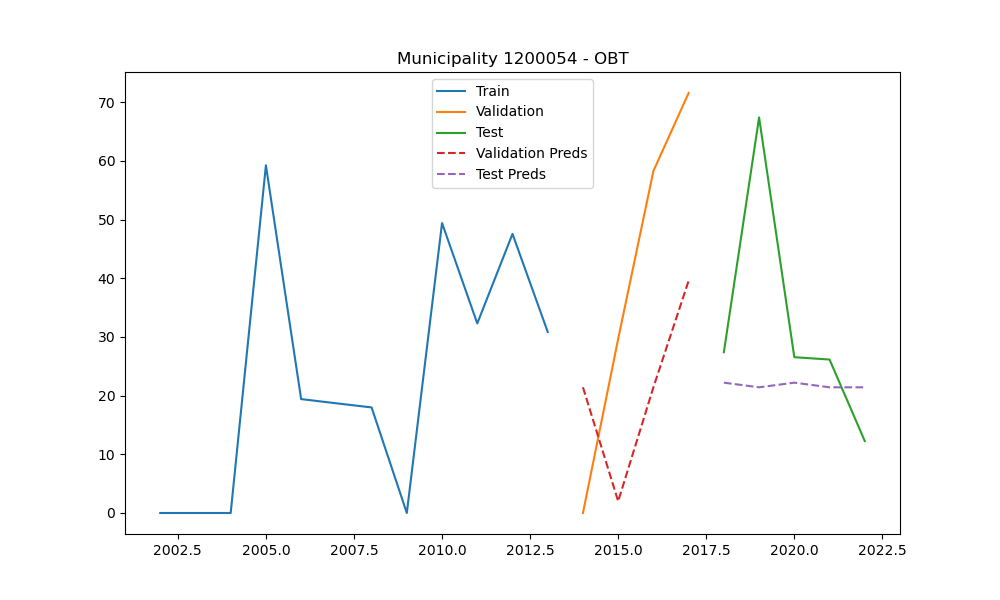 Municipality 1200054 - OBT
Train
Validation
Test
Validation Preds
Test Preds
70
60
50
40
30
20
10
0
2002.5 2005.0 2007.5 2010.0 2012.5 2015.0 2017.5 2020.0 2022.5